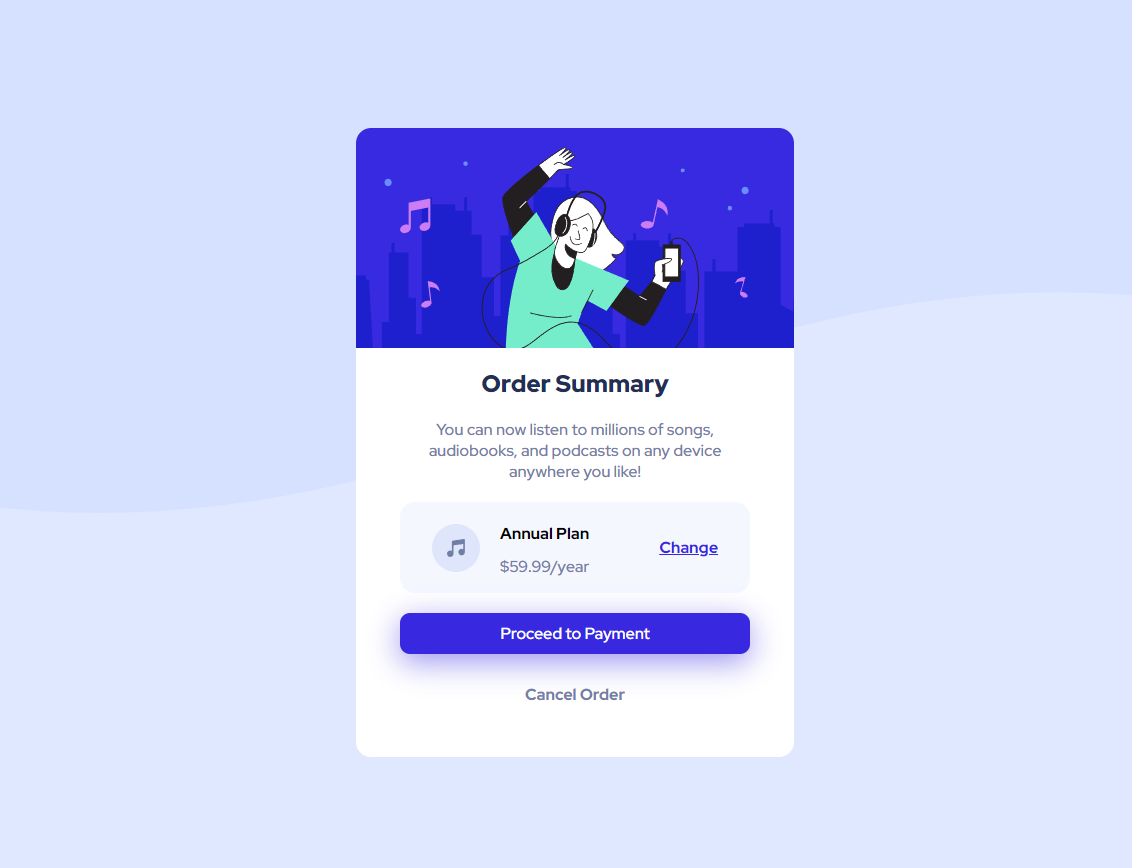 Order Summary
You can now listen to millions of songs,
audiobooks, and podcasts on any device
anywhere you like!
Annual Plan
$59.99/year
Change
Proceed to Payment
Cancel Order